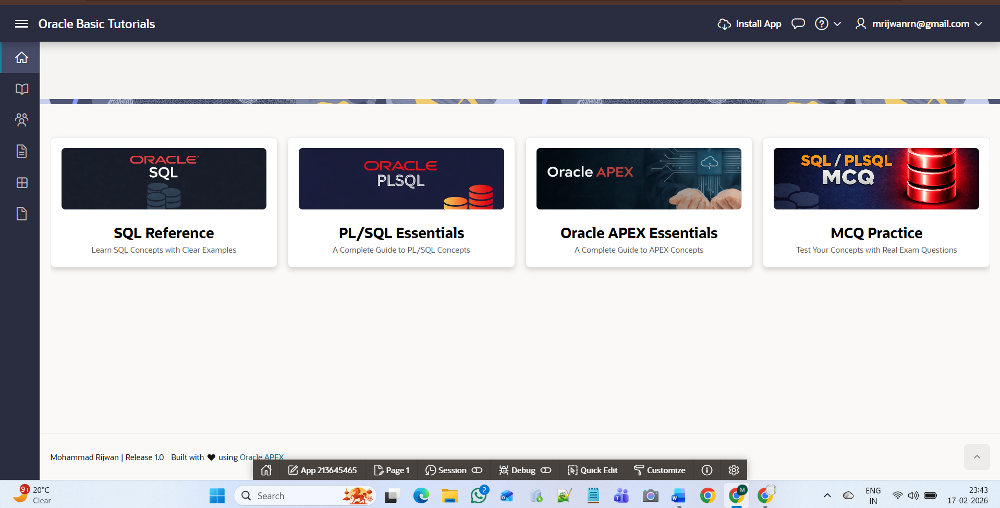 Oracle Basic Tutorials
Install App
mrijwanrn@gmail.com
ORACLE
SQL
SQL Reference
Learn SQL Concepts with Clear Examples
ORACLE
PLSQL
PL/SQL Essentials
A Complete Guide to PL/SQL Concepts
Oracle APEX
Oracle APEX Essentials
A Complete Guide to APEX Concepts
SQL / PLSQL
MCQ
MCQ Practice
Test Your Concepts with Real Exam Questions
Mohammad Rijwan | Release 1.0 Built with ♥ using Oracle APEX
App 213645465 Page 1 Session Debug Quick Edit Customize
9+
20°C
Clear
Search
2
M
ENG
IN
23:43
17-02-2026